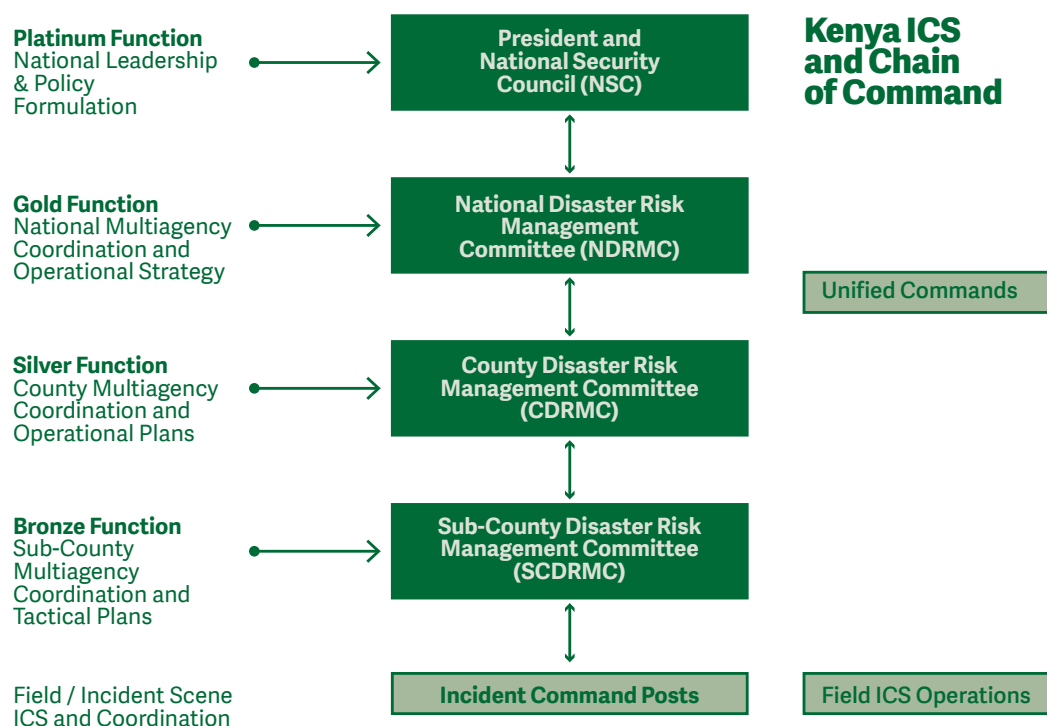 Kenya ICS
and Chain
of Command
Platinum Function
National Leadership
& Policy
Formulation
President and
National Security
Council (NSC)
Gold Function
National Multiagency
Coordination and
Operational Strategy
National Disaster Risk
Management
Committee (NDRMC)
Unified Commands
Silver Function
County Multiagency
Coordination and
Operational Plans
County Disaster Risk
Management Committee
(CDRMC)
Bronze Function
Sub-County
Multiagency
Coordination and
Tactical Plans
Sub-County Disaster Risk
Management Committee
(SCDRMC)
Field / Incident Scene
ICS and Coordination
Incident Command Posts
Field ICS Operations